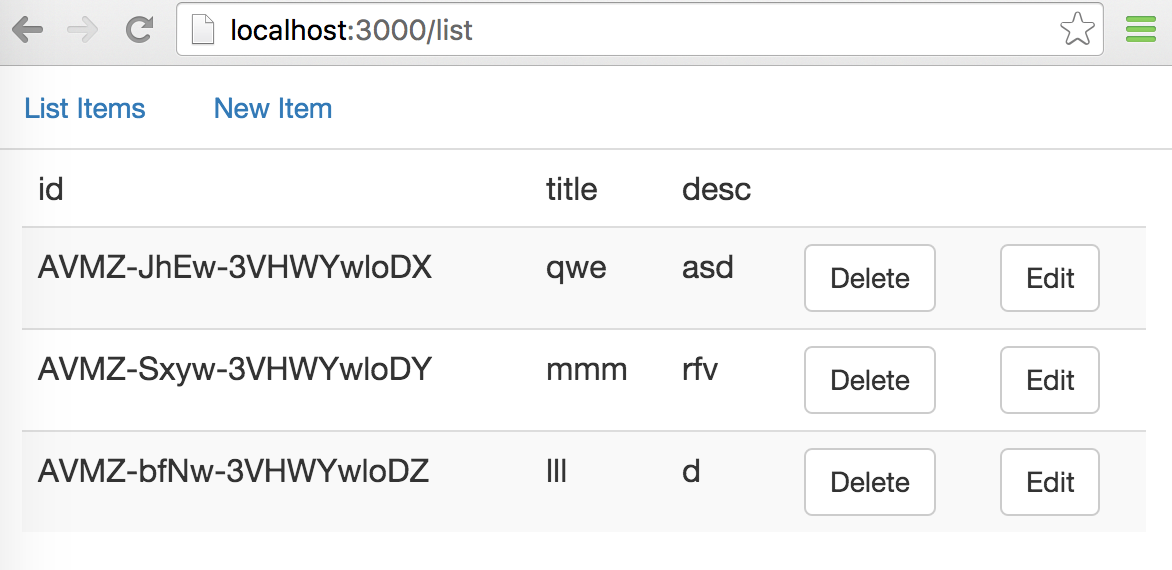 localhost:3000/list
List Items New Item
id title desc
AVMZ-JhEw-3VHWYwloDX qwe asd Delete Edit
AVMZ-Sxyw-3VHWYwloDY mmm rfv Delete Edit
AVMZ-bfNw-3VHWYwloDZ lll d Delete Edit